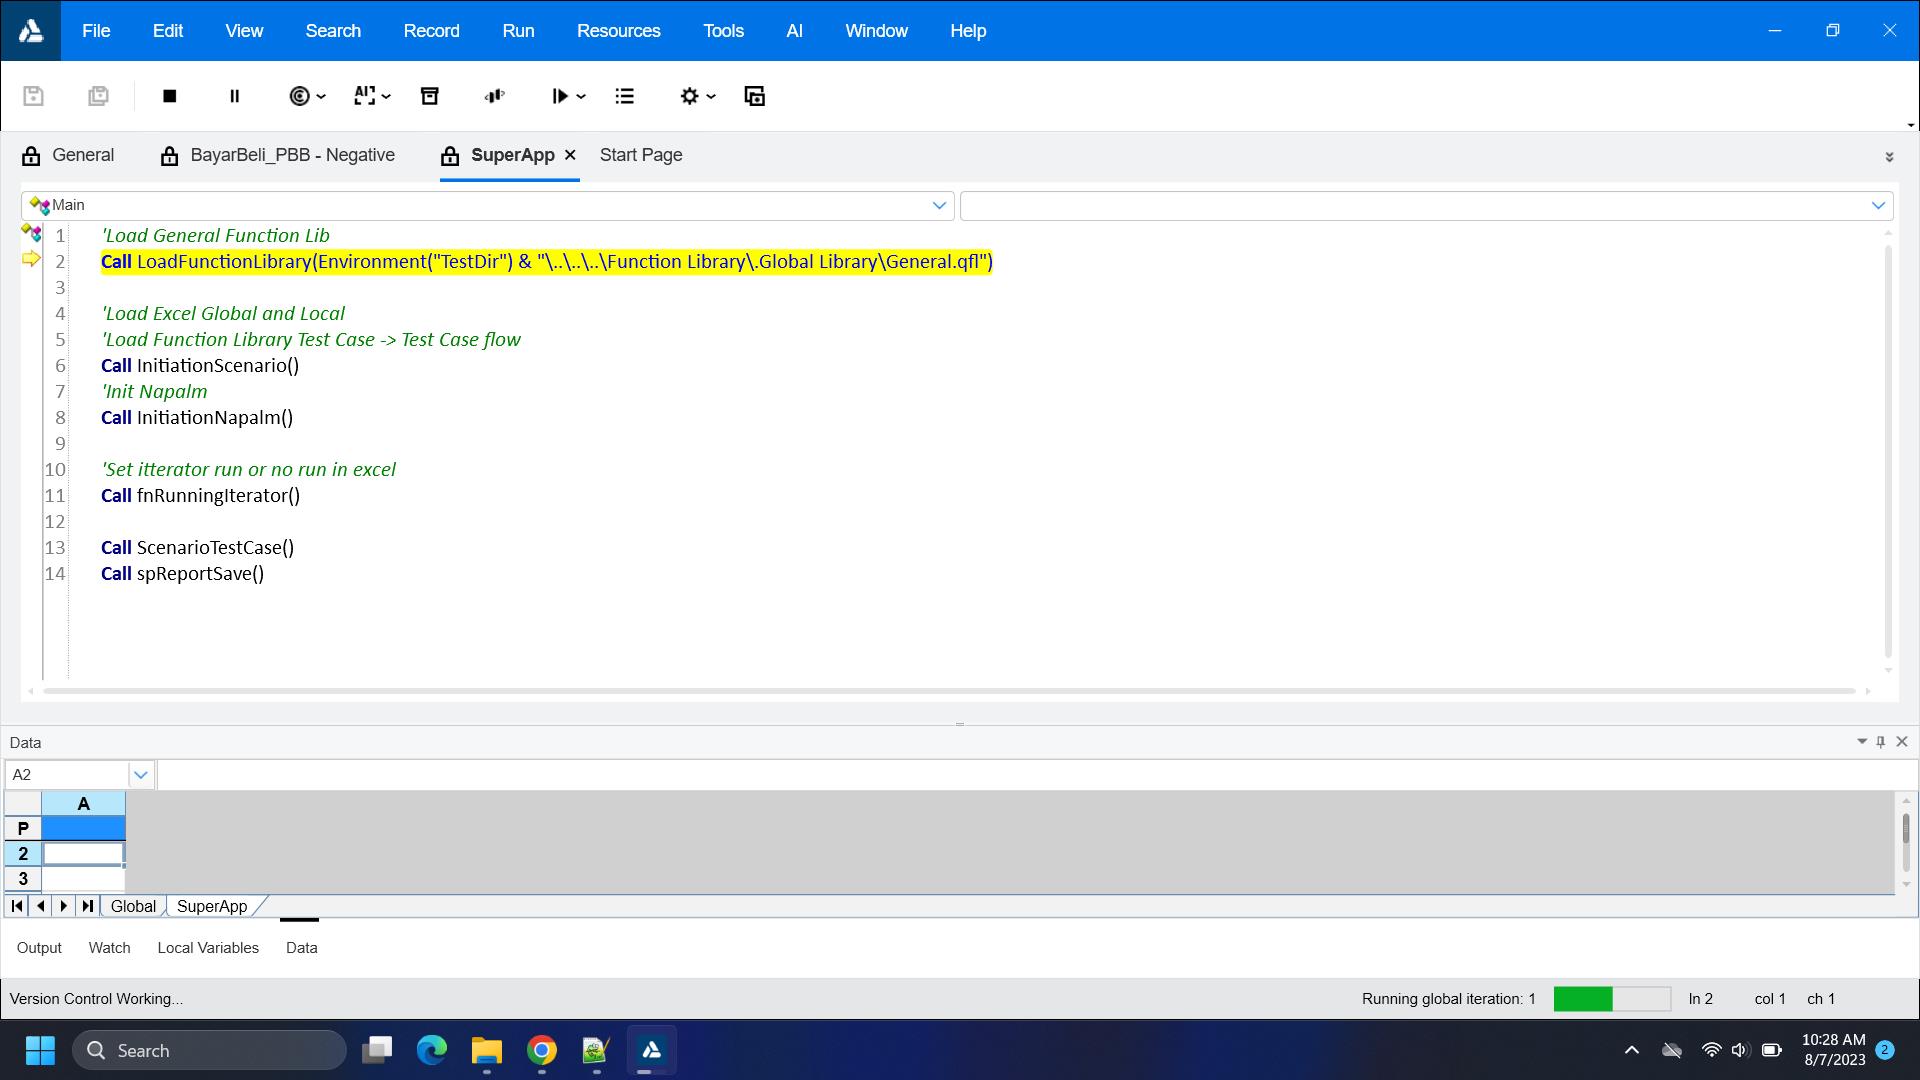 File Edit View Search Record Run Resources Tools AI Window Help
General BayarBeli_PBB - Negative SuperApp Start Page
Main
1 'Load General Function Lib
2 Call LoadFunctionLibrary(Environment("TestDir") & "\..\..\..\Function Library\.Global Library\General.qfl")
3
4 'Load Excel Global and Local
5 'Load Function Library Test Case -> Test Case flow
6 Call InitiationScenario()
7 'Init Napalm
8 Call InitiationNapalm()
9
10 'Set itterator run or no run in excel
11 Call fnRunningIterator()
12
13 Call ScenarioTestCase()
14 Call spReportSave()
Data
A2
A
P
2
3
Global SuperApp
Output Watch Local Variables Data
Version Control Working... Running global iteration: 1 ln 2 col 1 ch 1
Search
10:28 AM
8/7/2023 2